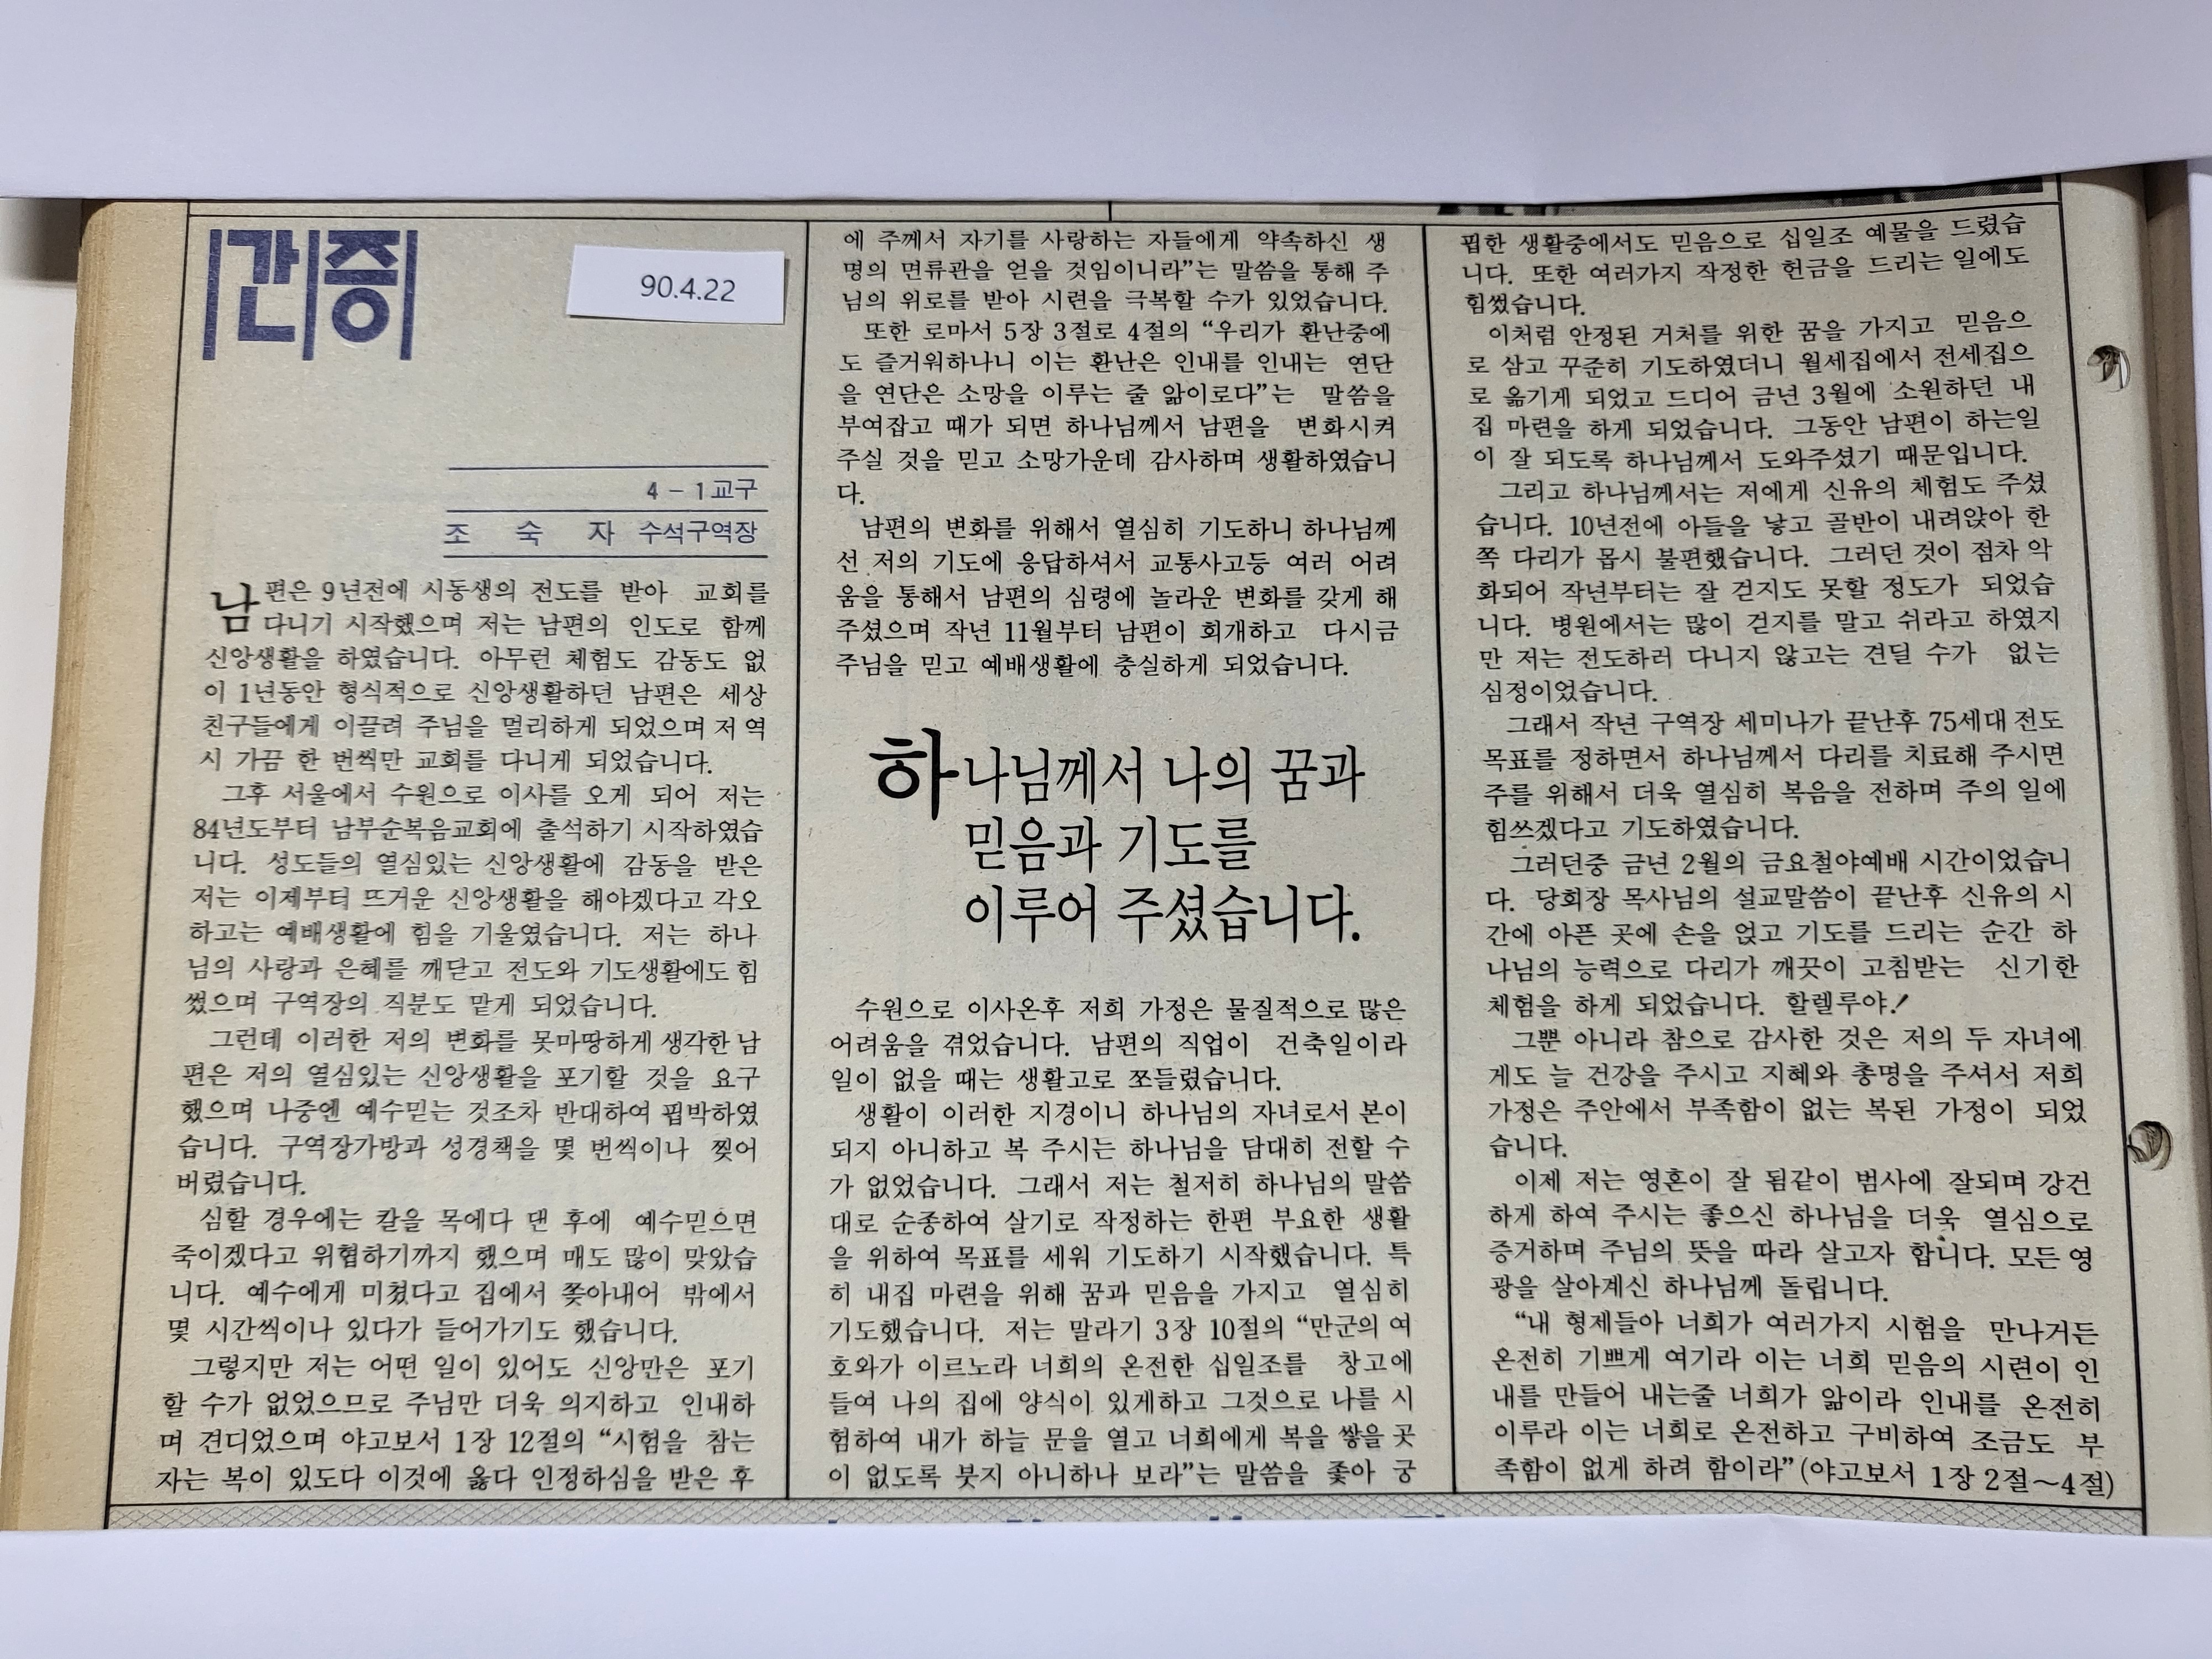 간증
90.4.22
4-1교구
조 숙 자 수석구역장
남편은 9년전에 시동생의 전도를 받아 교회를
다니기 시작했으며 저는 남편의 인도로 함께
신앙생활을 하였습니다. 아무런 체험도 감동도 없
이 1년동안 형식적으로 신앙생활하던 남편은 세상
친구들에게 이끌려 주님을 멀리하게 되었으며 저 역
시 가끔 한 번씩만 교회를 다니게 되었습니다.
그후 서울에서 수원으로 이사를 오게 되어 저는
84년도부터 남부순복음교회에 출석하기 시작하였습
니다. 성도들의 열심있는 신앙생활에 감동을 받은
저는 이제부터 뜨거운 신앙생활을 해야겠다고 각오
하고는 예배생활에 힘을 기울였습니다. 저는 하나
님의 사랑과 은혜를 깨닫고 전도와 기도생활에도 힘
썼으며 구역장의 직분도 맡게 되었습니다.
그런데 이러한 저의 변화를 못마땅하게 생각한 남
편은 저의 열심있는 신앙생활을 포기할 것을 요구
했으며 나중엔 예수믿는 것조차 반대하여 핍박하였
습니다. 구역장가방과 성경책을 몇 번씩이나 찢어
버렸습니다.
심할 경우에는 칼을 목에다 댄 후에 예수믿으면
죽이겠다고 위협하기까지 했으며 매도 많이 맞았습
니다. 예수에게 미쳤다고 집에서 쫓아내어 밖에서
몇 시간씩이나 있다가 들어가기도 했습니다.
그렇지만 저는 어떤 일이 있어도 신앙만은 포기
할 수가 없었으므로 주님만 더욱 의지하고 인내하
며 견디었으며 야고보서 1장 12절의 “시험을 참는
자는 복이 있도다 이것에 옳다 인정하심을 받은 후
에 주께서 자기를 사랑하는 자들에게 약속하신 생
명의 면류관을 얻을 것임이니라”는 말씀을 통해 주
님의 위로를 받아 시련을 극복할 수가 있었습니다.
또한 로마서 5장 3절로 4절의 “우리가 환난중에
도 즐거워하나니 이는 환난은 인내를 인내는 연단
을 연단은 소망을 이루는 줄 앎이로다”는 말씀을
부여잡고 때가 되면 하나님께서 남편을 변화시켜
주실 것을 믿고 소망가운데 감사하며 생활하였습니
다.
남편의 변화를 위해서 열심히 기도하니 하나님께
선 저의 기도에 응답하셔서 교통사고등 여러 어려
움을 통해서 남편의 심령에 놀라운 변화를 갖게 해
주셨으며 작년 11월부터 남편이 회개하고 다시금
주님을 믿고 예배생활에 충실하게 되었습니다.
하나님께서 나의 꿈과
믿음과 기도를
이루어 주셨습니다.
수원으로 이사온후 저희 가정은 물질적으로 많은
어려움을 겪었습니다. 남편의 직업이 건축일이라
일이 없을 때는 생활고로 쪼들렸습니다.
생활이 이러한 지경이니 하나님의 자녀로서 본이
되지 아니하고 복 주시는 하나님을 담대히 전할 수
가 없었습니다. 그래서 저는 철저히 하나님의 말씀
대로 순종하여 살기로 작정하는 한편 부요한 생활
을 위하여 목표를 세워 기도하기 시작했습니다. 특
히 내집 마련을 위해 꿈과 믿음을 가지고 열심히
기도했습니다. 저는 말라기 3장 10절의 “만군의 여
호와가 이르노라 너희의 온전한 십일조를 창고에
들여 나의 집에 양식이 있게하고 그것으로 나를 시
험하여 내가 하늘 문을 열고 너희에게 복을 쌓을 곳
이 없도록 붓지 아니하나 보라”는 말씀을 좇아 궁
핍한 생활중에서도 믿음으로 십일조 예물을 드렸습
니다. 또한 여러가지 작정한 헌금을 드리는 일에도
힘썼습니다.
이처럼 안정된 거처를 위한 꿈을 가지고 믿음으
로 삼고 꾸준히 기도하였더니 월세집에서 전세집으
로 옮기게 되었고 드디어 금년 3월에 소원하던 내
집 마련을 하게 되었습니다. 그동안 남편이 하는일
이 잘 되도록 하나님께서 도와주셨기 때문입니다.
그리고 하나님께서는 저에게 신유의 체험도 주셨
습니다. 10년전에 아들을 낳고 골반이 내려앉아 한
쪽 다리가 몹시 불편했습니다. 그러던 것이 점차 악
화되어 작년부터는 잘 걷지도 못할 정도가 되었습
니다. 병원에서는 많이 걷지를 말고 쉬라고 하였지
만 저는 전도하러 다니지 않고는 견딜 수가 없는
심정이었습니다.
그래서 작년 구역장 세미나가 끝난후 75세대 전도
목표를 정하면서 하나님께서 다리를 치료해 주시면
주를 위해서 더욱 열심히 복음을 전하며 주의 일에
힘쓰겠다고 기도하였습니다.
그러던중 금년 2월의 금요철야예배 시간이었습니
다. 당회장 목사님의 설교말씀이 끝난후 신유의 시
간에 아픈 곳에 손을 얹고 기도를 드리는 순간 하
나님의 능력으로 다리가 깨끗이 고침받는 신기한
체험을 하게 되었습니다. 할렐루야!
그뿐 아니라 참으로 감사한 것은 저의 두 자녀에
게도 늘 건강을 주시고 지혜와 총명을 주셔서 저희
가정은 주안에서 부족함이 없는 복된 가정이 되었
습니다.
이제 저는 영혼이 잘 됨같이 범사에 잘되며 강건
하게 하여 주시는 좋으신 하나님을 더욱 열심으로
증거하며 주님의 뜻을 따라 살고자 합니다. 모든 영
광을 살아계신 하나님께 돌립니다.
“내 형제들아 너희가 여러가지 시험을 만나거든
온전히 기쁘게 여기라 이는 너희 믿음의 시련이 인
내를 만들어 내는줄 너희가 앎이라 인내를 온전히
이루라 이는 너희로 온전하고 구비하여 조금도 부
족함이 없게 하려 함이라” (야고보서 1장 2절~4절)